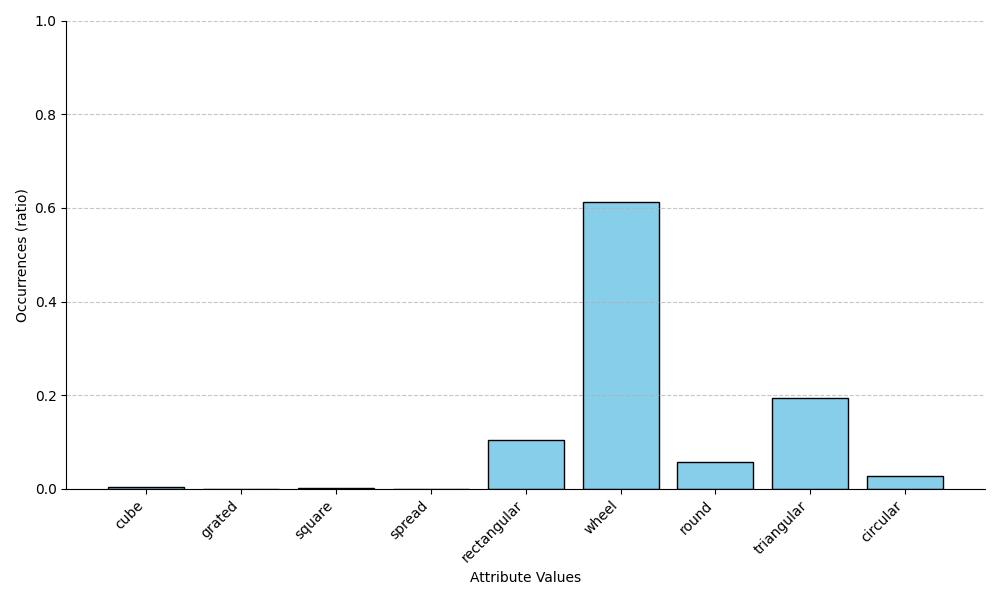 1.0
0.8
0.6
0.4
0.2
0.0
Occurrences (ratio)
cube
grated
square
spread
rectangular
wheel
round
triangular
circular
Attribute Values